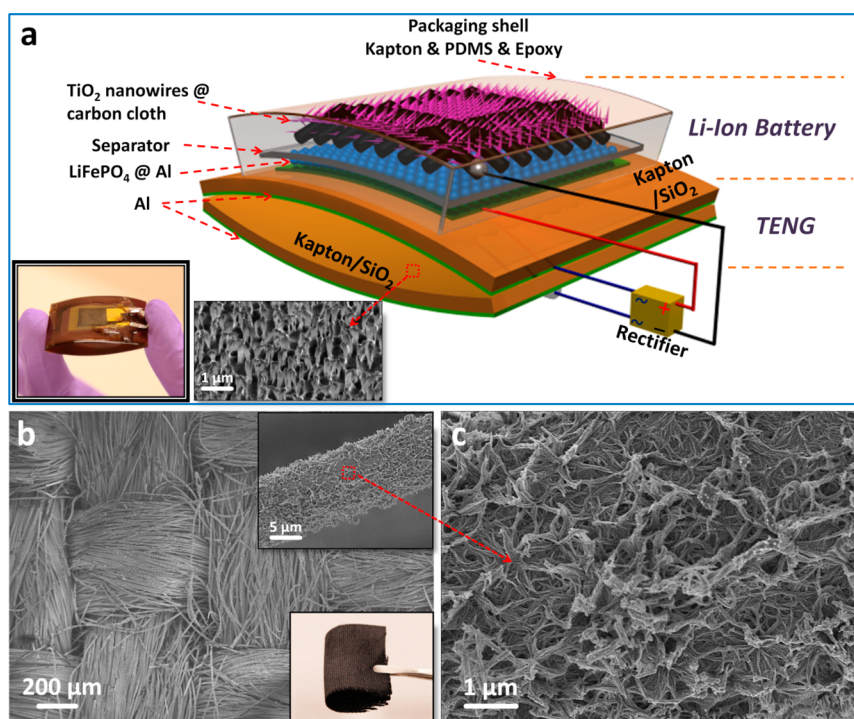 a
Packaging shell
Kapton & PDMS & Epoxy
TiO₂ nanowires @
carbon cloth
Separator
LiFePO₄ @ Al
Al
Li-Ion Battery
Kapton
/SiO₂
TENG
Kapton/SiO₂
~
~
+
−
Rectifier
1 μm
b
5 μm
200 μm
c
1 μm